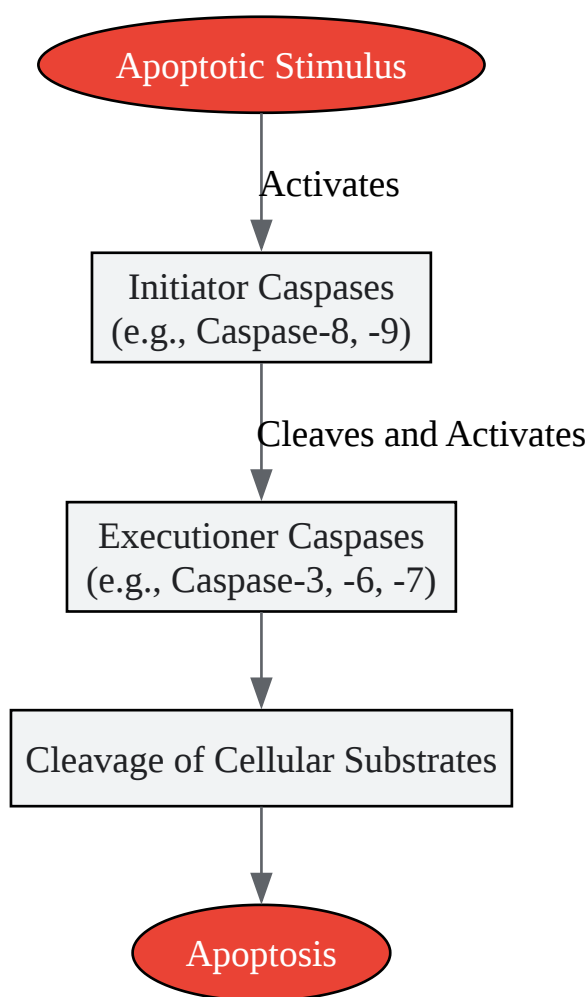 Apoptotic Stimulus
Activates
Initiator Caspases
(e.g., Caspase-8, -9)
Cleaves and Activates
Executioner Caspases
(e.g., Caspase-3, -6, -7)
Cleavage of Cellular Substrates
Apoptosis